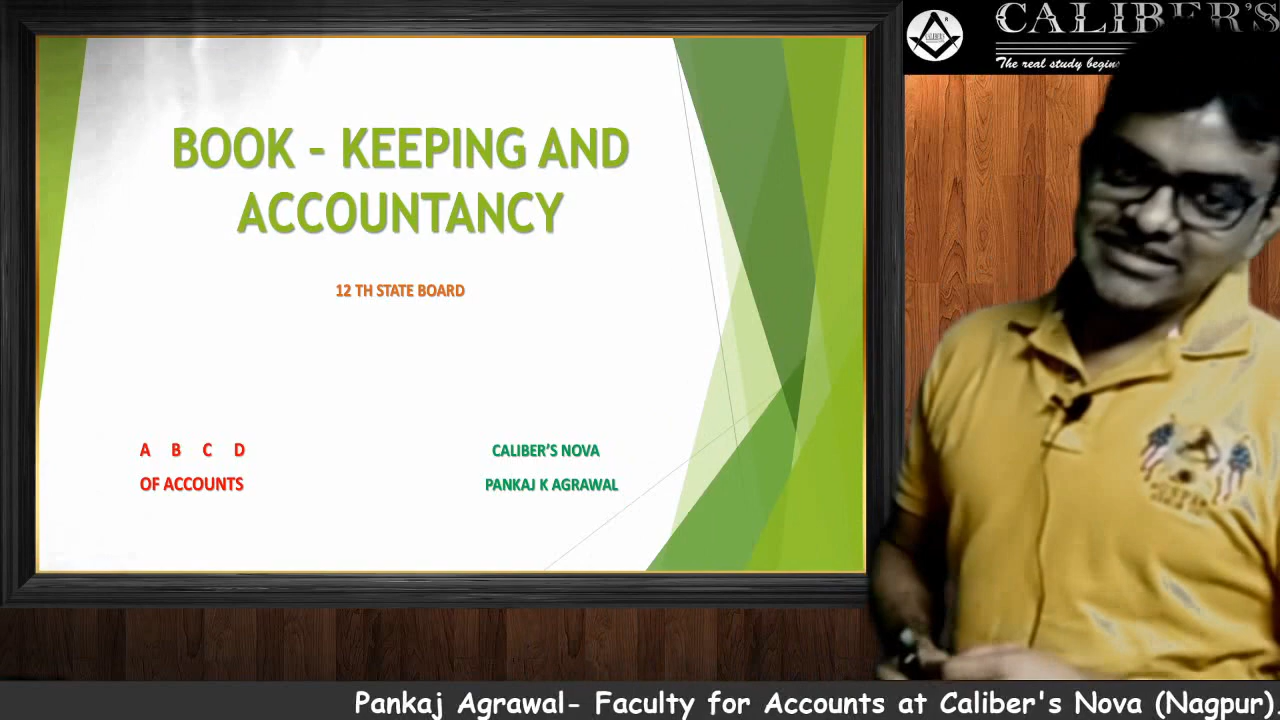 CALIBER'S
The real study begins
BOOK - KEEPING AND
ACCOUNTANCY
12 TH STATE BOARD
A B C D
OF ACCOUNTS
CALIBER'S NOVA
PANKAJ K AGRAWAL
Pankaj Agrawal- Faculty for Accounts at Caliber's Nova (Nagpur).